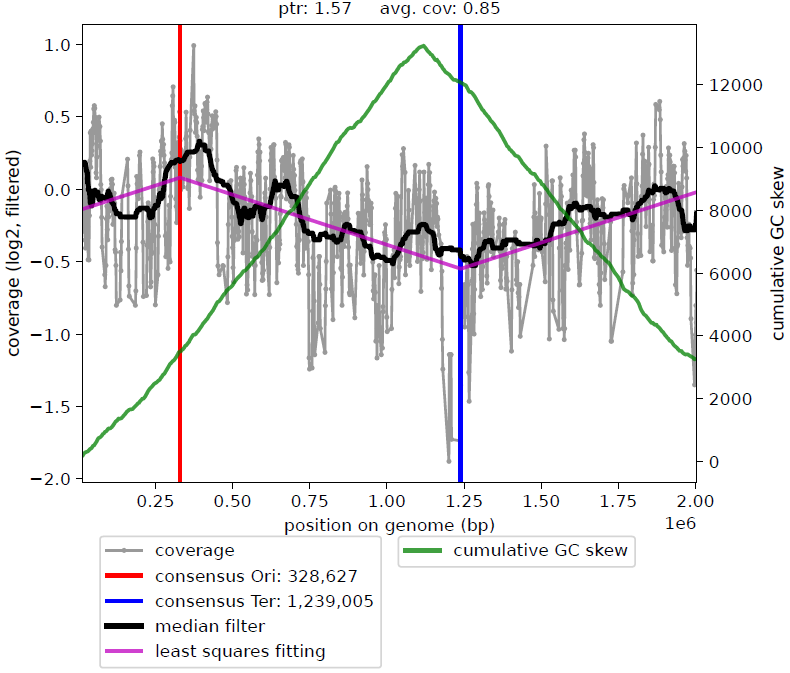 ptr: 1.57 avg. cov: 0.85
1.0
0.5
0.0
−0.5
−1.0
−1.5
−2.0
coverage (log2, filtered)
12000
10000
8000
6000
4000
2000
0
cumulative GC skew
0.25 0.50 0.75 1.00 1.25 1.50 1.75 2.00
1e6
position on genome (bp)
coverage
consensus Ori: 328,627
consensus Ter: 1,239,005
median filter
least squares fitting
cumulative GC skew